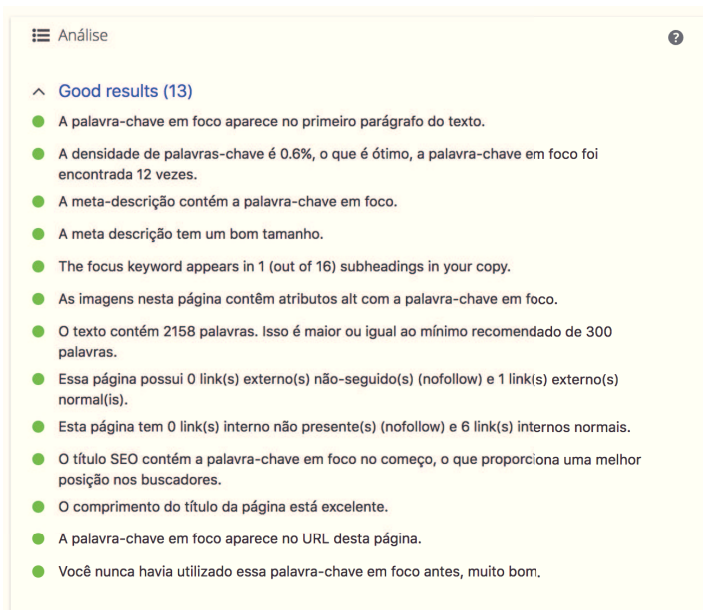 Análise
Good results (13)
A palavra-chave em foco aparece no primeiro parágrafo do texto.
A densidade de palavras-chave é 0.6%, o que é ótimo, a palavra-chave em foco foi
encontrada 12 vezes.
A meta-descrição contém a palavra-chave em foco.
A meta descrição tem um bom tamanho.
The focus keyword appears in 1 (out of 16) subheadings in your copy.
As imagens nesta página contêm atributos alt com a palavra-chave em foco.
O texto contém 2158 palavras. Isso é maior ou igual ao mínimo recomendado de 300
palavras.
Essa página possui 0 link(s) externo(s) não-seguido(s) (nofollow) e 1 link(s) externo(s)
normal(is).
Esta página tem 0 link(s) interno não presente(s) (nofollow) e 6 link(s) internos normais.
O título SEO contém a palavra-chave em foco no começo, o que proporciona uma melhor
posição nos buscadores.
O comprimento do título da página está excelente.
A palavra-chave em foco aparece no URL desta página.
Você nunca havia utilizado essa palavra-chave em foco antes, muito bom.